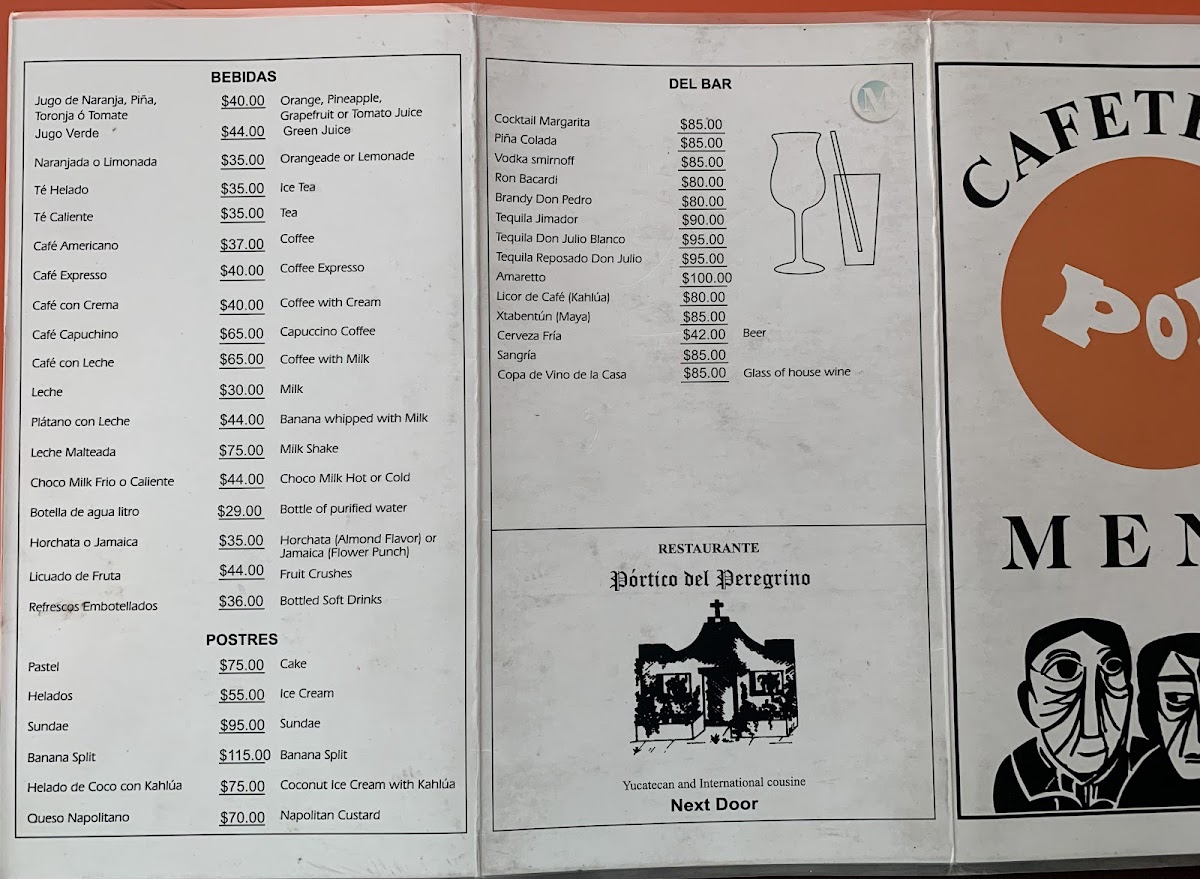 BEBIDAS
Jugo de Naranja, Piña, $40.00 Orange, Pineapple,
Toronja ó Tomate Grapefruit or Tomato Juice
Jugo Verde $44.00 Green Juice
Naranjada o Limonada $35.00 Orangeade or Lemonade
Té Helado $35.00 Ice Tea
Té Caliente $35.00 Tea
Café Americano $37.00 Coffee
Café Expresso $40.00 Coffee Expresso
Café con Crema $40.00 Coffee with Cream
Café Capuchino $65.00 Capuccino Coffee
Café con Leche $65.00 Coffee with Milk
Leche $30.00 Milk
Plátano con Leche $44.00 Banana whipped with Milk
Leche Malteada $75.00 Milk Shake
Choco Milk Frio o Caliente $44.00 Choco Milk Hot or Cold
Botella de agua litro $29.00 Bottle of purified water
Horchata o Jamaica $35.00 Horchata (Almond Flavor) or
Jamaica (Flower Punch)
Licuado de Fruta $44.00 Fruit Crushes
Refrescos Embotellados $36.00 Bottled Soft Drinks
POSTRES
Pastel $75.00 Cake
Helados $55.00 Ice Cream
Sundae $95.00 Sundae
Banana Split $115.00 Banana Split
Helado de Coco con Kahlúa $75.00 Coconut Ice Cream with Kahlúa
Queso Napolitano $70.00 Napolitan Custard
DEL BAR
M
Cocktail Margarita $85.00
Piña Colada $85.00
Vodka smirnoff $85.00
Ron Bacardi $80.00
Brandy Don Pedro $80.00
Tequila Jimador $90.00
Tequila Don Julio Blanco $95.00
Tequila Reposado Don Julio $95.00
Amaretto $100.00
Licor de Café (Kahlúa) $80.00
Xtabentún (Maya) $85.00
Cerveza Fría $42.00 Beer
Sangría $85.00
Copa de Vino de la Casa $85.00 Glass of house wine
RESTAURANTE
Pórtico del Peregrino
Yucatecan and International cousine
Next Door
CAFETE
PO
MEN